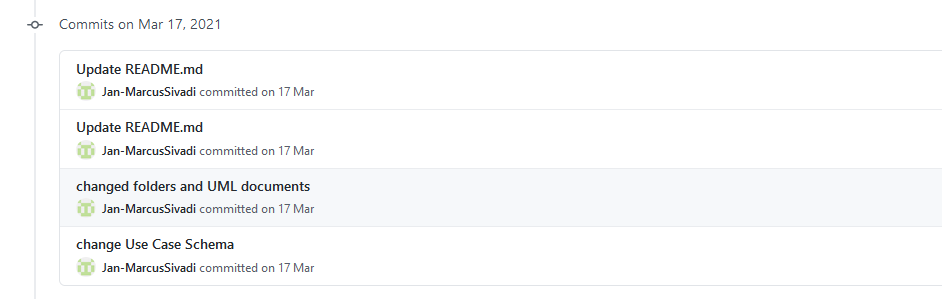 Commits on Mar 17, 2021
Update README.md
Jan-MarcusSivadi committed on 17 Mar
Update README.md
Jan-MarcusSivadi committed on 17 Mar
changed folders and UML documents
Jan-MarcusSivadi committed on 17 Mar
change Use Case Schema
Jan-MarcusSivadi committed on 17 Mar